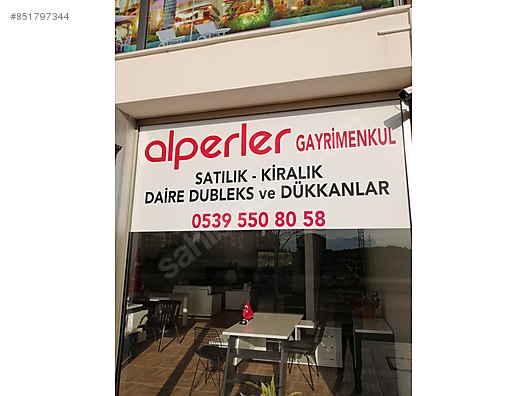 #851797344
alperler GAYRİMENKUL
SATILIK - KİRALIK
DAİRE DUBLEKS ve DÜKKANLAR
0539 550 80 58